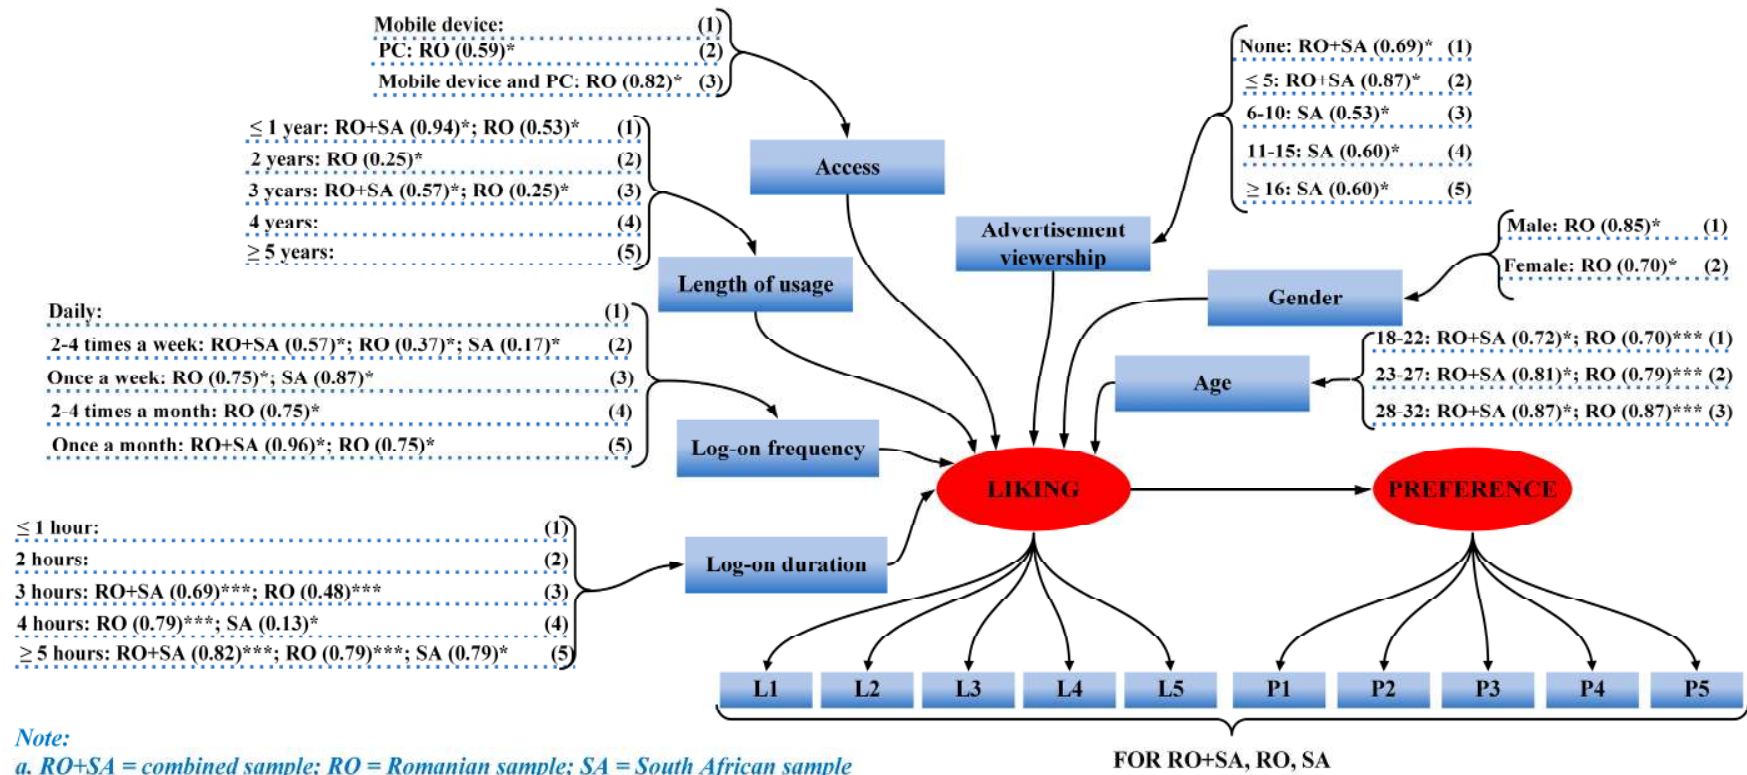 Mobile device: (1)
PC: RO (0.59)* (2)
Mobile device and PC: RO (0.82)* (3)
None: RO+SA (0.69)* (1)
≤ 5: RO+SA (0.87)* (2)
6-10: SA (0.53)* (3)
11-15: SA (0.60)* (4)
≥ 16: SA (0.60)* (5)
≤ 1 year: RO+SA (0.94)*; RO (0.53)* (1)
2 years: RO (0.25)* (2)
3 years: RO+SA (0.57)*; RO (0.25)* (3)
4 years: (4)
≥ 5 years: (5)
Access
Advertisement
viewership
Male: RO (0.85)* (1)
Female: RO (0.70)* (2)
Length of usage
Gender
Daily: (1)
2-4 times a week: RO+SA (0.57)*; RO (0.37)*; SA (0.17)* (2)
Once a week: RO (0.75)*; SA (0.87)* (3)
2-4 times a month: RO (0.75)* (4)
Once a month: RO+SA (0.96)*; RO (0.75)* (5)
18-22: RO+SA (0.72)*; RO (0.70)*** (1)
23-27: RO+SA (0.81)*; RO (0.79)*** (2)
28-32: RO+SA (0.87)*; RO (0.87)*** (3)
Age
Log-on frequency
LIKING
PREFERENCE
≤ 1 hour: (1)
2 hours: (2)
3 hours: RO+SA (0.69)***; RO (0.48)*** (3)
4 hours: RO (0.79)***; SA (0.13)* (4)
≥ 5 hours: RO+SA (0.82)***; RO (0.79)***; SA (0.79)* (5)
Log-on duration
L1 L2 L3 L4 L5 P1 P2 P3 P4 P5
FOR RO+SA, RO, SA
Note:
a. RO+SA = combined sample; RO = Romanian sample; SA = South African sample